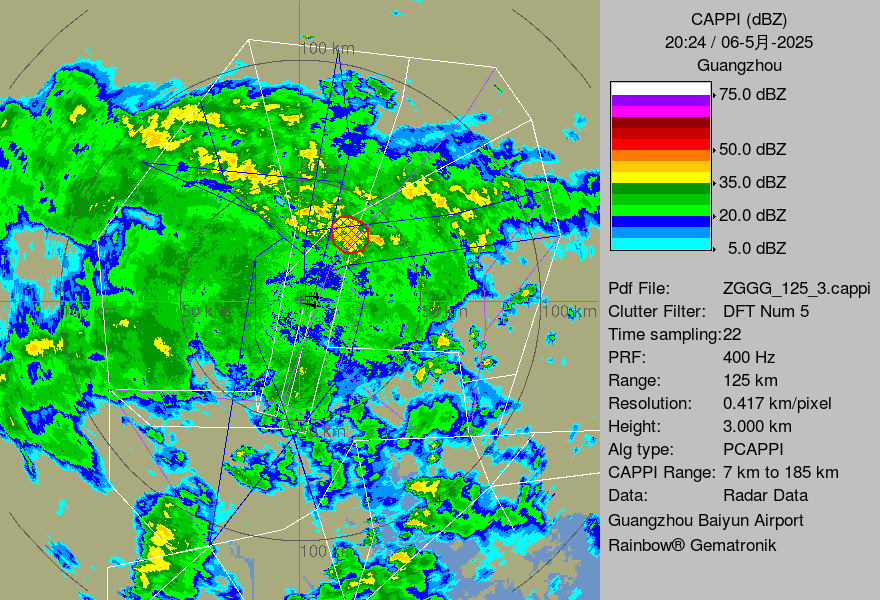 CAPPI (dBZ)
20:24 / 06-5月-2025
Guangzhou
75.0 dBZ
50.0 dBZ
35.0 dBZ
20.0 dBZ
5.0 dBZ
Pdf File: ZGGG_125_3.cappi
Clutter Filter: DFT Num 5
Time sampling:22
PRF: 400 Hz
Range: 125 km
Resolution: 0.417 km/pixel
Height: 3.000 km
Alg type: PCAPPI
CAPPI Range: 7 km to 185 km
Data: Radar Data
Guangzhou Baiyun Airport
Rainbow® Gematronik
100 km
50 km
100 km
km
100 km